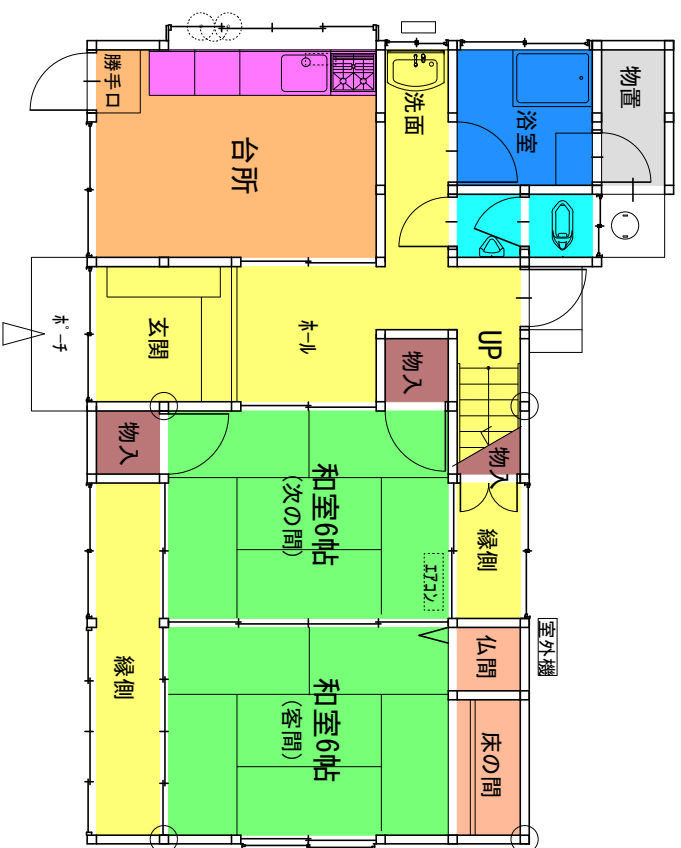 勝手口
台所
洗面
浴室
物置
ポーチ
玄関
ホール
UP
物入
物入
物入
和室6帖
(次の間)
エアコン
縁側
縁側
仏間
室外機
和室6帖
(客間)
床の間